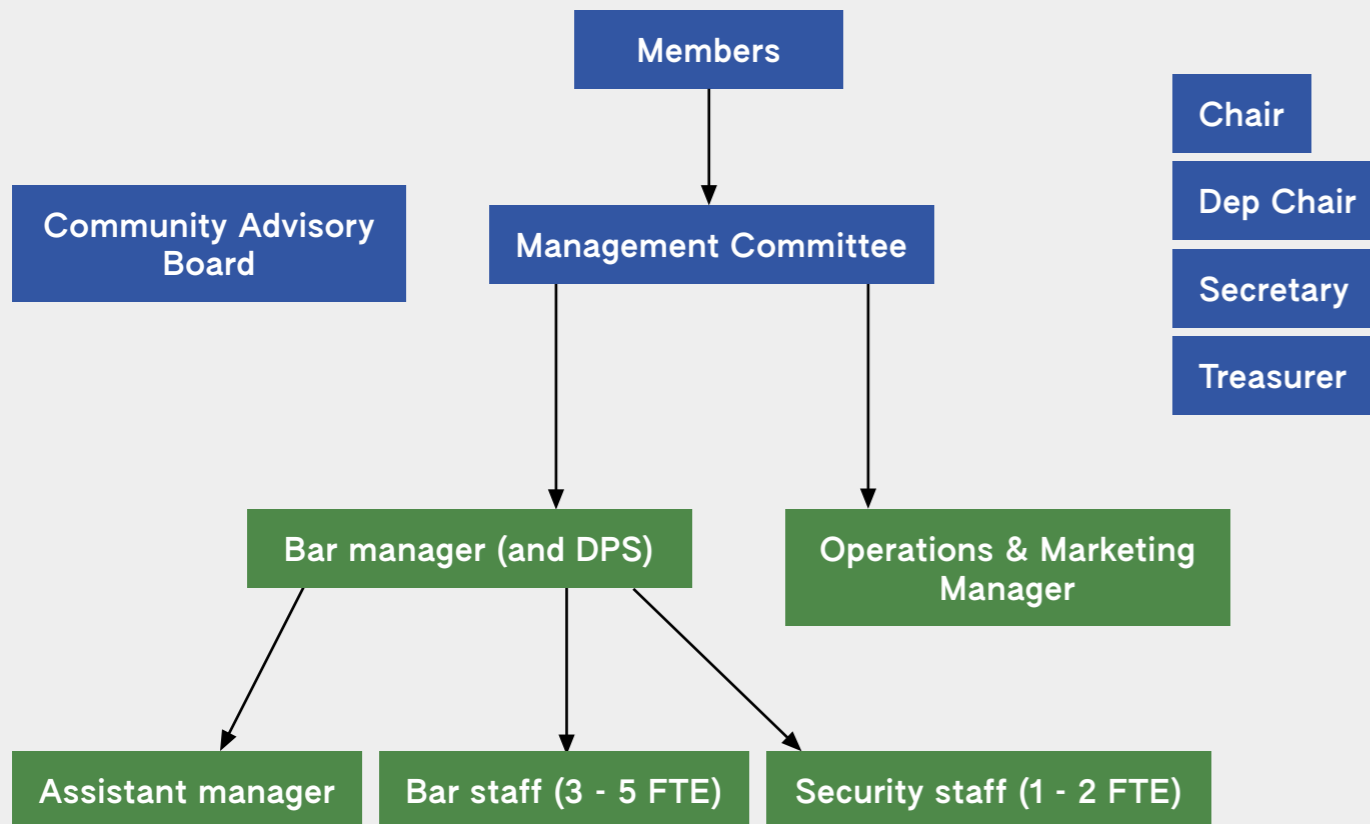 Members
Chair
Dep Chair
Secretary
Treasurer
Community Advisory
Board
Management Committee
Bar manager (and DPS)
Operations & Marketing
Manager
Assistant manager
Bar staff (3 - 5 FTE)
Security staff (1 - 2 FTE)